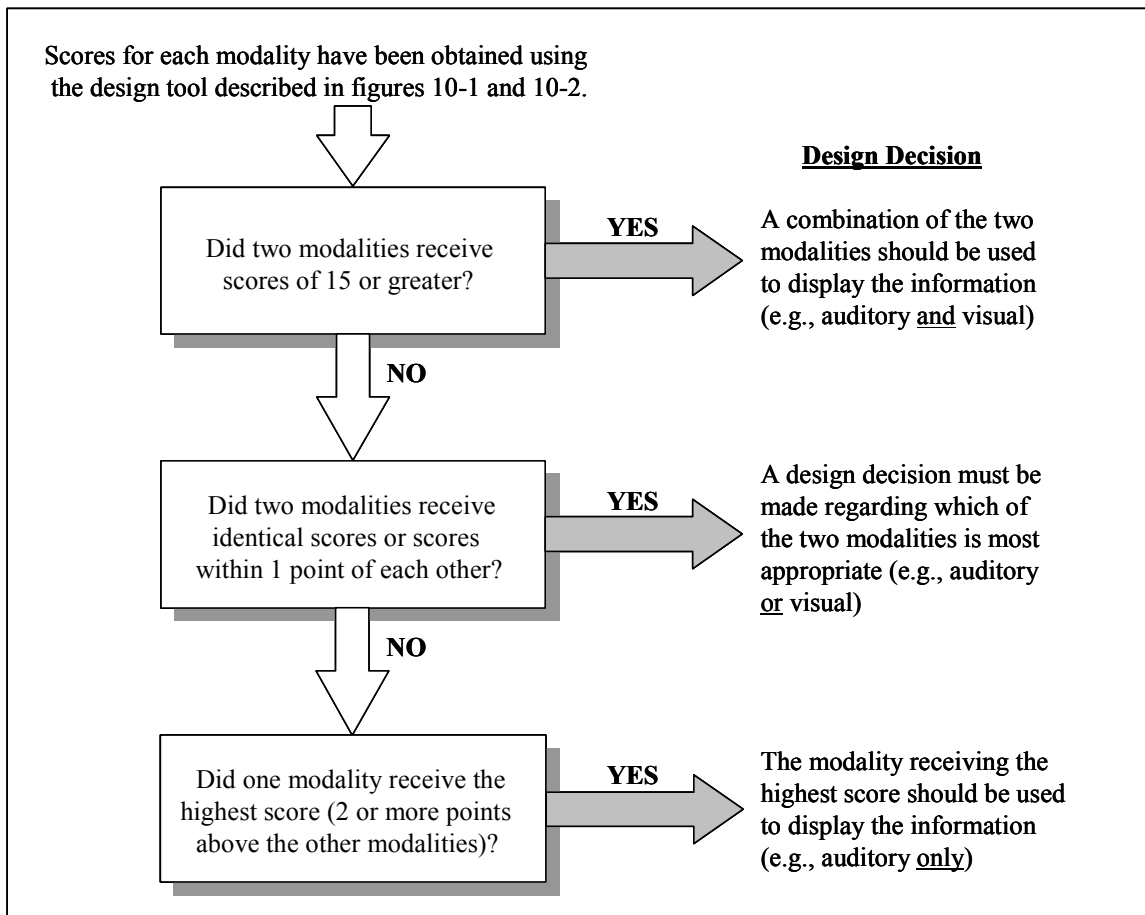 Scores for each modality have been obtained using
the design tool described in figures 10-1 and 10-2.
Design Decision
Did two modalities receive
scores of 15 or greater?
YES
A combination of the two
modalities should be used
to display the information
(e.g., auditory and visual)
NO
Did two modalities receive
identical scores or scores
within 1 point of each other?
YES
A design decision must be
made regarding which of
the two modalities is most
appropriate (e.g., auditory
or visual)
NO
Did one modality receive the
highest score (2 or more points
above the other modalities)?
YES
The modality receiving the
highest score should be used
to display the information
(e.g., auditory only)